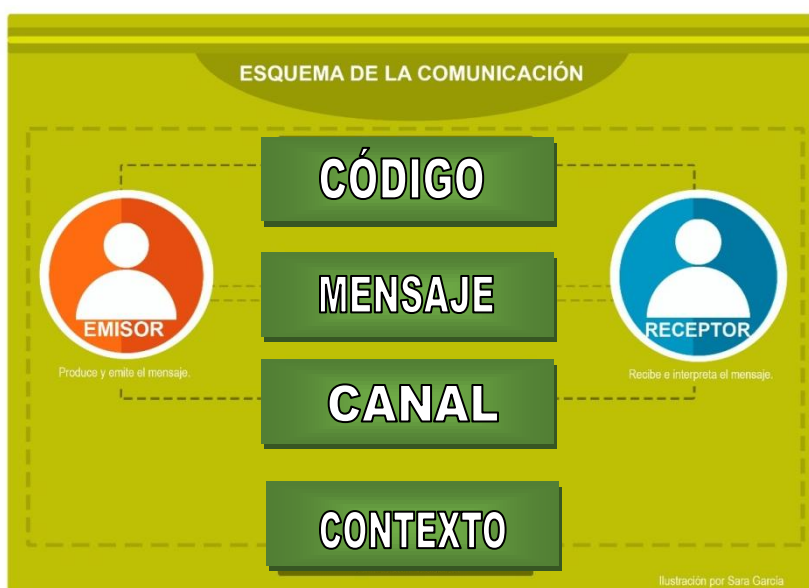 ESQUEMA DE LA COMUNICACIÓN
CÓDIGO
MENSAJE
EMISOR
RECEPTOR
Produce y emite el mensaje.
Recibe e interpreta el mensaje.
CANAL
CONTEXTO
Ilustración por Sara García